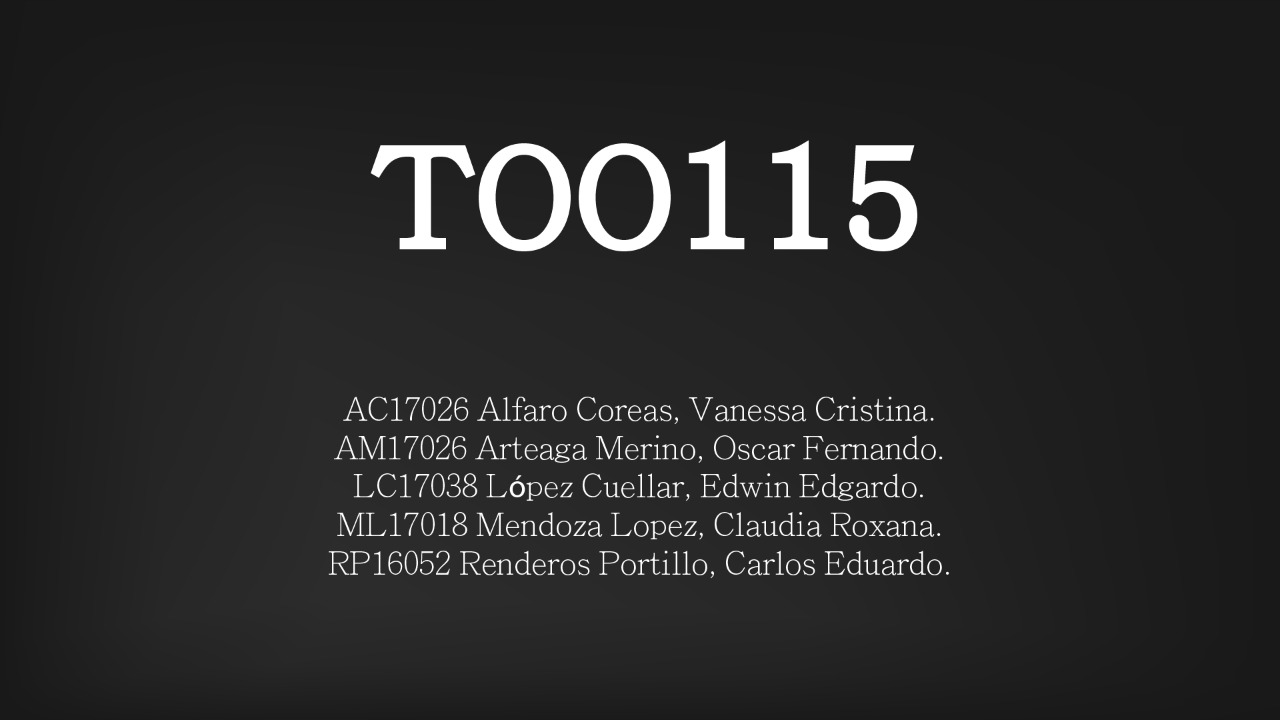 TOO115
AC17026 Alfaro Coreas, Vanessa Cristina.
AM17026 Arteaga Merino, Oscar Fernando.
LC17038 López Cuellar, Edwin Edgardo.
ML17018 Mendoza Lopez, Claudia Roxana.
RP16052 Renderos Portillo, Carlos Eduardo.